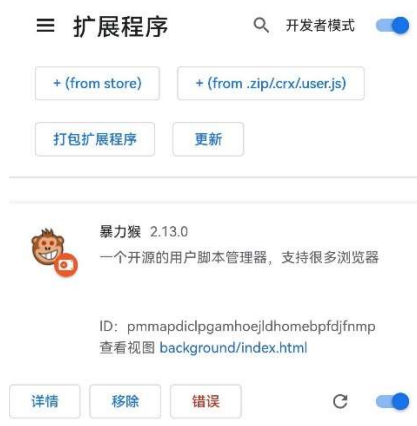 扩展程序
开发者模式
+ (from store)
+ (from .zip/.crx/.user.js)
打包扩展程序
更新
暴力猴 2.13.0
一个开源的用户脚本管理器，支持很多浏览器
ID: pmmapdiclpgamhoejldhomebpfdjfnmp
查看视图 background/index.html
详情
移除
错误